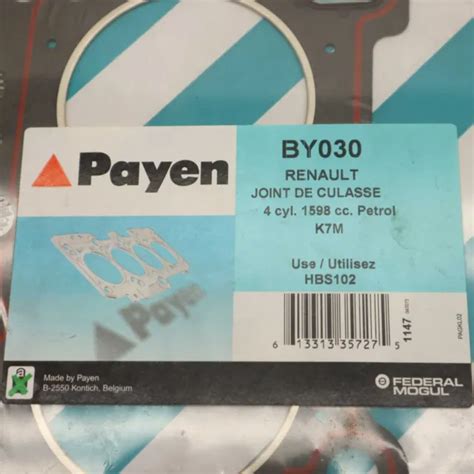 Payen
BY030
RENAULT
JOINT DE CULASSE
4 cyl. 1598 cc. Petrol
K7M
Use / Utilisez
HBS102
Payen
1147
6 13313 35727 5
a
Made by Payen
B-2550 Kontich, Belgium
FEDERAL
MOGUL